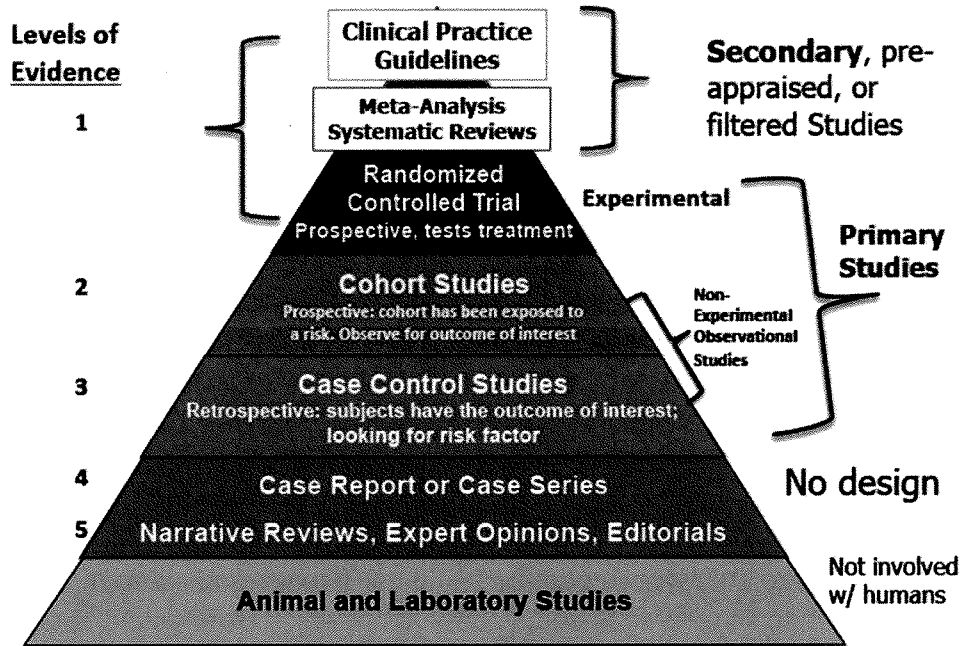 Levels of
Evidence
Clinical Practice
Guidelines
Secondary, pre-
appraised, or
filtered Studies
1
Meta-Analysis
Systematic Reviews
Randomized
Controlled Trial
Prospective, tests treatment
Experimental
Primary
Studies
2
Cohort Studies
Prospective: cohort has been exposed to
a risk. Observe for outcome of interest
Non-
Experimental
Observational
Studies
3
Case Control Studies
Retrospective: subjects have the outcome of interest;
looking for risk factor
4
Case Report or Case Series
No design
5
Narrative Reviews, Expert Opinions, Editorials
Animal and Laboratory Studies
Not involved
w/ humans